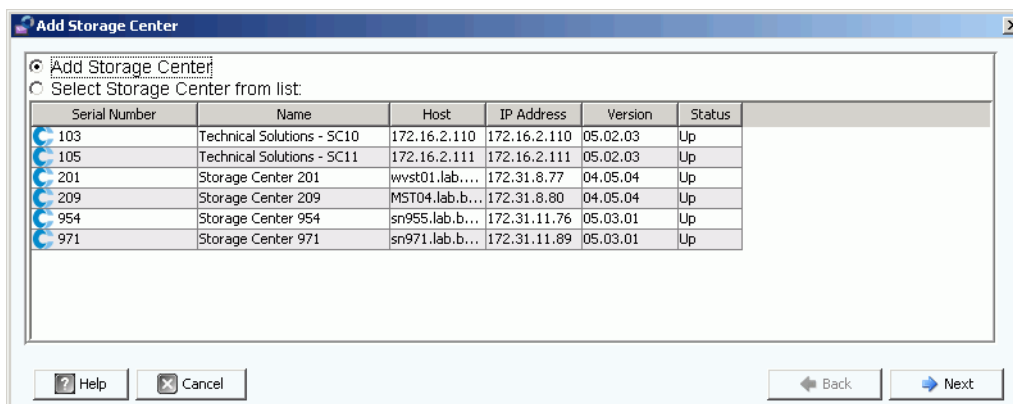 Add Storage Center
Add Storage Center
Select Storage Center from list:
Serial Number Name Host IP Address Version Status
103 Technical Solutions - SC10 172.16.2.110 172.16.2.110 05.02.03 Up
105 Technical Solutions - SC11 172.16.2.111 172.16.2.111 05.02.03 Up
201 Storage Center 201 wvst01.lab.... 172.31.8.77 04.05.04 Up
209 Storage Center 209 MST04.lab.b... 172.31.8.80 04.05.04 Up
954 Storage Center 954 sn955.lab.b... 172.31.11.76 05.03.01 Up
971 Storage Center 971 sn971.lab.b... 172.31.11.89 05.03.01 Up
Help Cancel Back Next